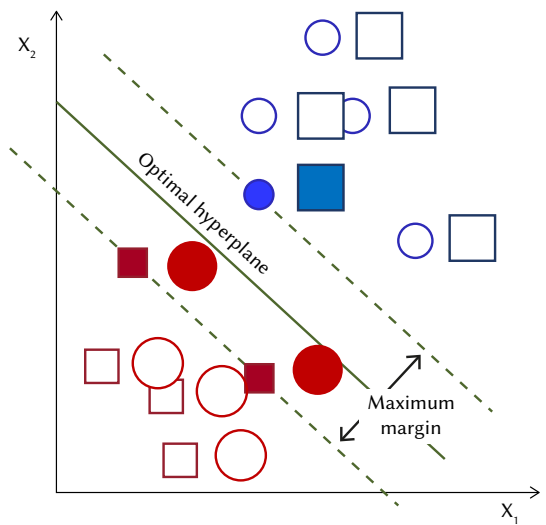 X₂
Optimal hyperplane
Maximum
margin
X₁